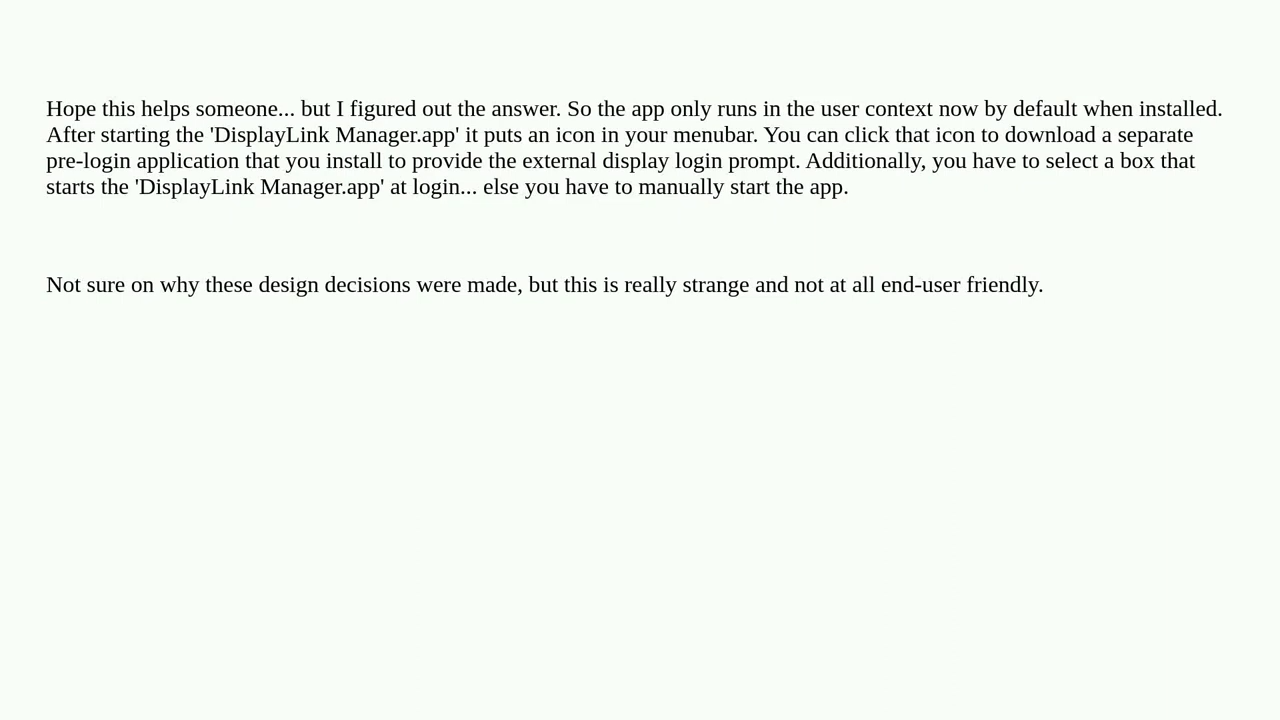 Hope this helps someone... but I figured out the answer. So the app only runs in the user context now by default when installed.
After starting the 'DisplayLink Manager.app' it puts an icon in your menubar. You can click that icon to download a separate
pre-login application that you install to provide the external display login prompt. Additionally, you have to select a box that
starts the 'DisplayLink Manager.app' at login... else you have to manually start the app.
Not sure on why these design decisions were made, but this is really strange and not at all end-user friendly.